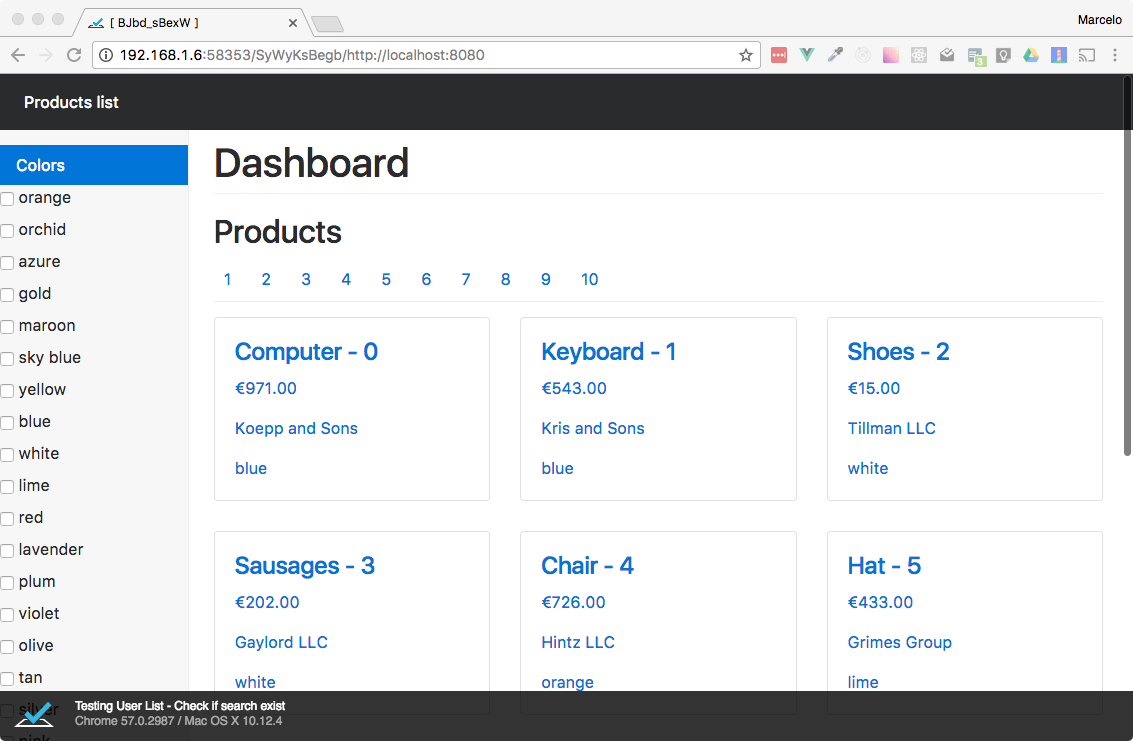 [ BJbd_sBexW ]
Marcelo
192.168.1.6:58353/SyWyKsBegb/http://localhost:8080
Products list
Colors
orange
orchid
azure
gold
maroon
sky blue
yellow
blue
white
lime
red
lavender
plum
violet
olive
tan
silver
pink
Dashboard
Products
1 2 3 4 5 6 7 8 9 10
Computer - 0
€971.00
Koepp and Sons
blue
Keyboard - 1
€543.00
Kris and Sons
blue
Shoes - 2
€15.00
Tillman LLC
white
Sausages - 3
€202.00
Gaylord LLC
white
Chair - 4
€726.00
Hintz LLC
orange
Hat - 5
€433.00
Grimes Group
lime
Testing User List - Check if search exist
Chrome 57.0.2987 / Mac OS X 10.12.4